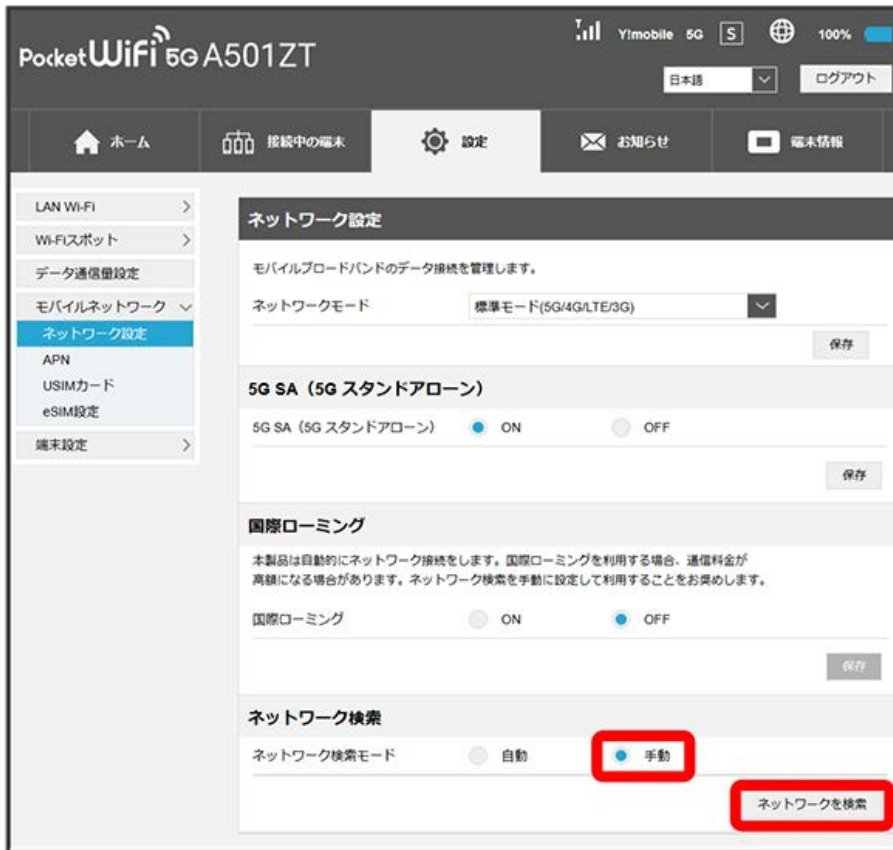 Y!mobile 5G S 100%
PocketWiFi 5G A501ZT
日本語 ログアウト
ホーム 接続中の端末 設定 お知らせ 端末情報
LAN Wi-Fi
Wi-Fiスポット
データ通信量設定
モバイルネットワーク
ネットワーク設定
APN
USIMカード
eSIM設定
端末設定
ネットワーク設定
モバイルブロードバンドのデータ接続を管理します。
ネットワークモード 標準モード(5G/4G/LTE/3G)
保存
5G SA（5G スタンドアローン）
5G SA（5G スタンドアローン） ON OFF
保存
国際ローミング
本製品は自動的にネットワーク接続をします。国際ローミングを利用する場合、通信料金が
高額になる場合があります。ネットワーク検索を手動に設定して利用することをお奨めします。
国際ローミング ON OFF
保存
ネットワーク検索
ネットワーク検索モード 自動 手動
ネットワークを検索